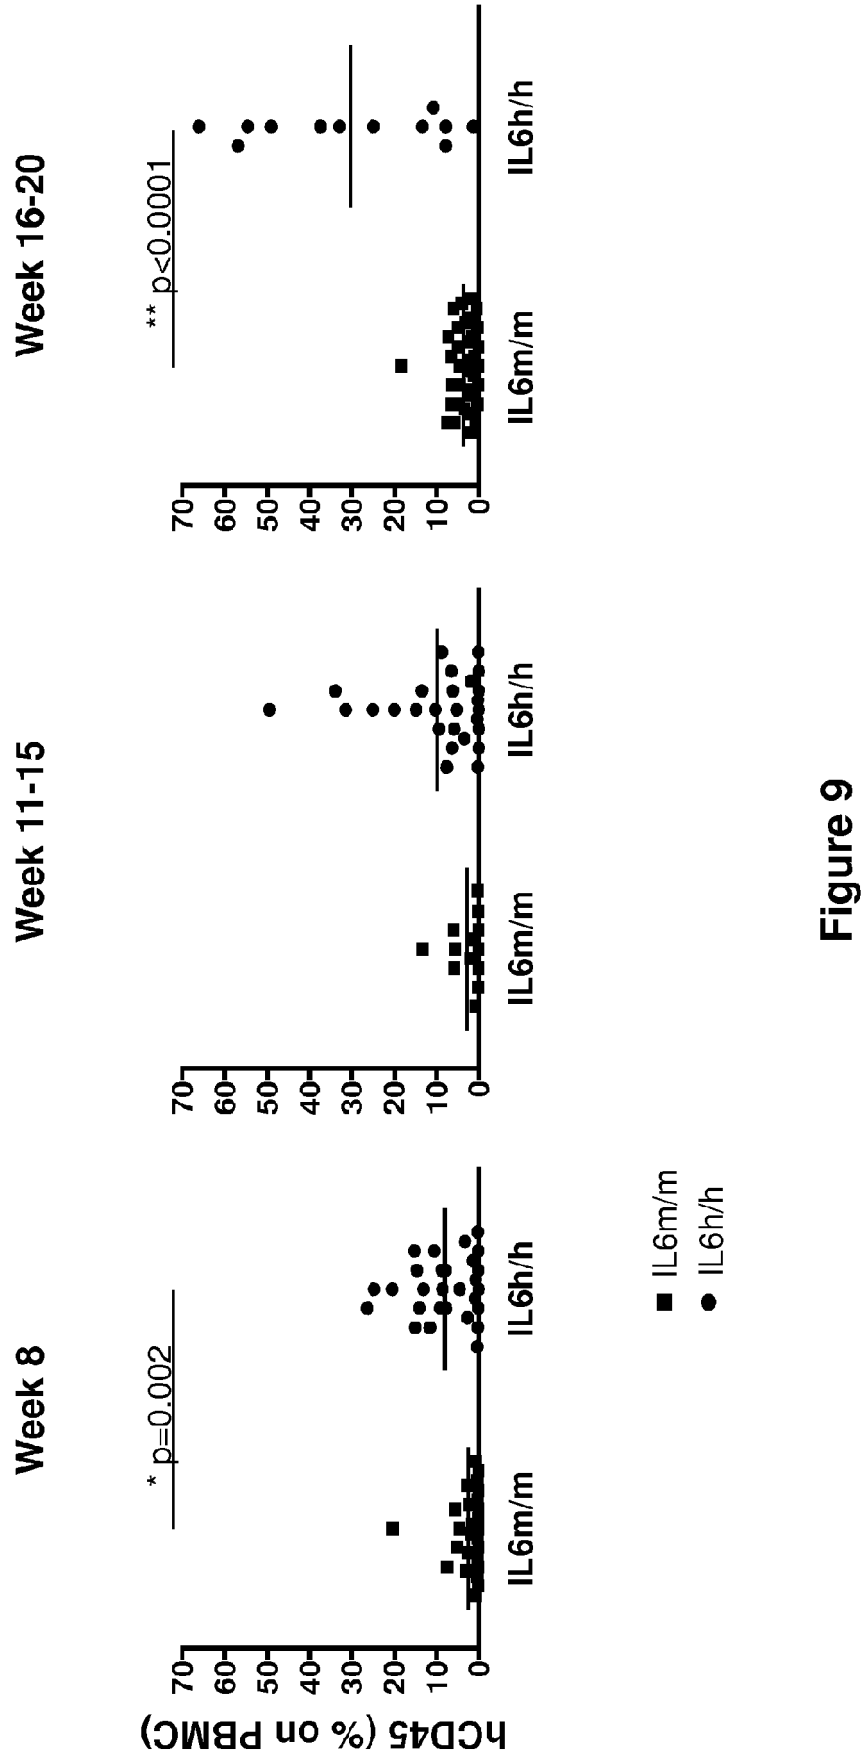 Week 8
Week 11-15
Week 16-20
* p=0.002
** p<0.0001
hCD45 (% on PBMC)
70
60
50
40
30
20
10
0
IL6m/m
IL6h/h
70
60
50
40
30
20
10
0
IL6m/m
IL6h/h
70
60
50
40
30
20
10
0
IL6m/m
IL6h/h
IL6m/m
IL6h/h
Figure 9